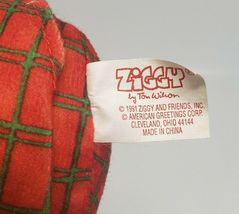 ZiGGY
by Tom Wilson
© 1991 ZIGGY AND FRIENDS, INC.
© AMERICAN GREETINGS CORP.
CLEVELAND, OHIO 44144
MADE IN CHINA